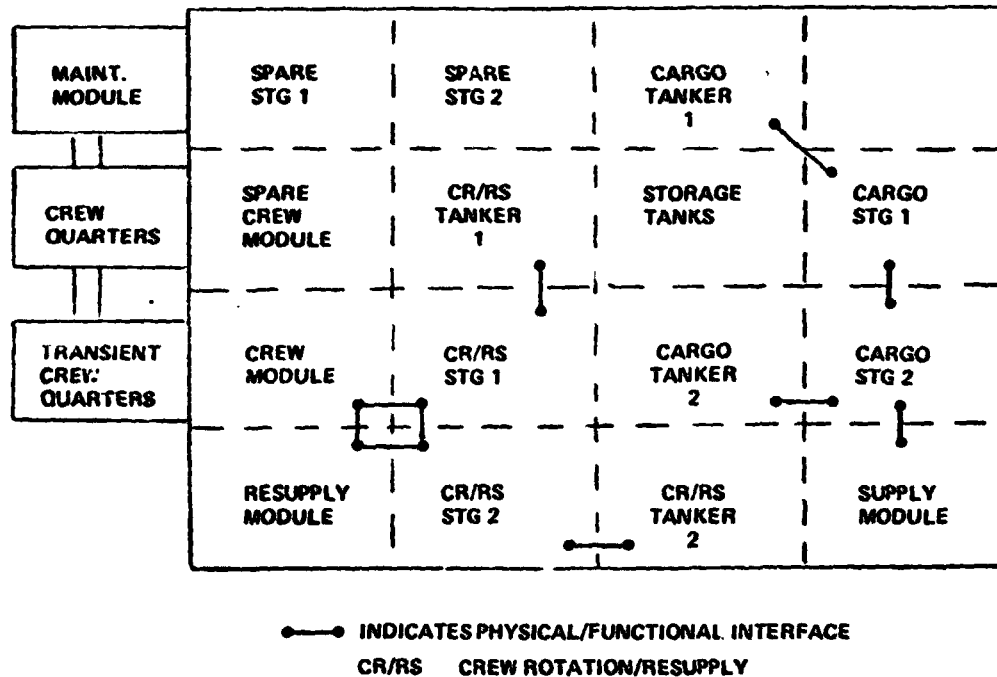 MAINT.
MODULE
SPARE
STG 1
SPARE
STG 2
CARGO
TANKER
1
CREW
QUARTERS
SPARE
CREW
MODULE
CR/RS
TANKER
1
STORAGE
TANKS
CARGO
STG 1
TRANSIENT
CREW
QUARTERS
CREW
MODULE
CR/RS
STG 1
CARGO
TANKER
2
CARGO
STG 2
RESUPPLY
MODULE
CR/RS
STG 2
CR/RS
TANKER
2
SUPPLY
MODULE
INDICATES PHYSICAL/FUNCTIONAL INTERFACE
CR/RS CREW ROTATION/RESUPPLY